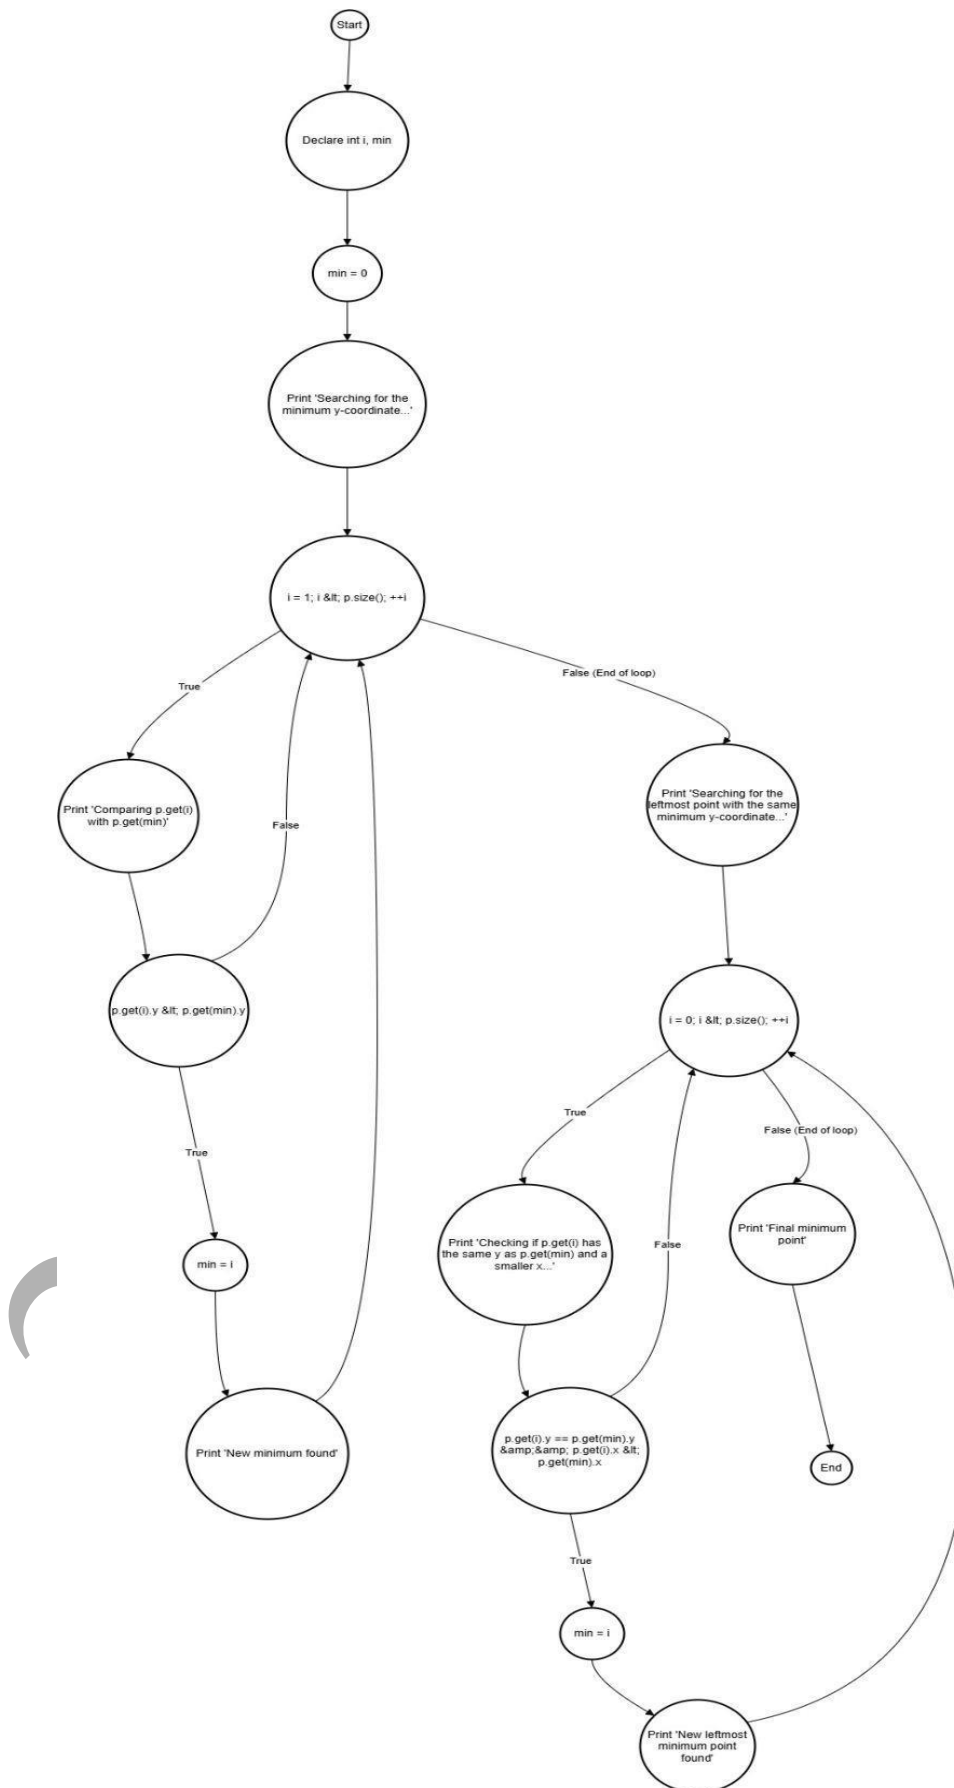 Start
Declare int i, min
min = 0
Print 'Searching for the
minimum y-coordinate...'
i = 1; i &lt; p.size(); ++i
True
False (End of loop)
Print 'Comparing p.get(i)
with p.get(min)'
False
p.get(i).y &lt; p.get(min).y
True
min = i
Print 'New minimum found'
Print 'Searching for the
leftmost point with the same
minimum y-coordinate...'
i = 0; i &lt; p.size(); ++i
True
False (End of loop)
Print 'Checking if p.get(i) has
the same y as p.get(min) and a
smaller x...'
False
Print 'Final minimum
point'
p.get(i).y == p.get(min).y
&amp;&amp; p.get(i).x &lt;
p.get(min).x
End
True
min = i
Print 'New leftmost
minimum point
found'